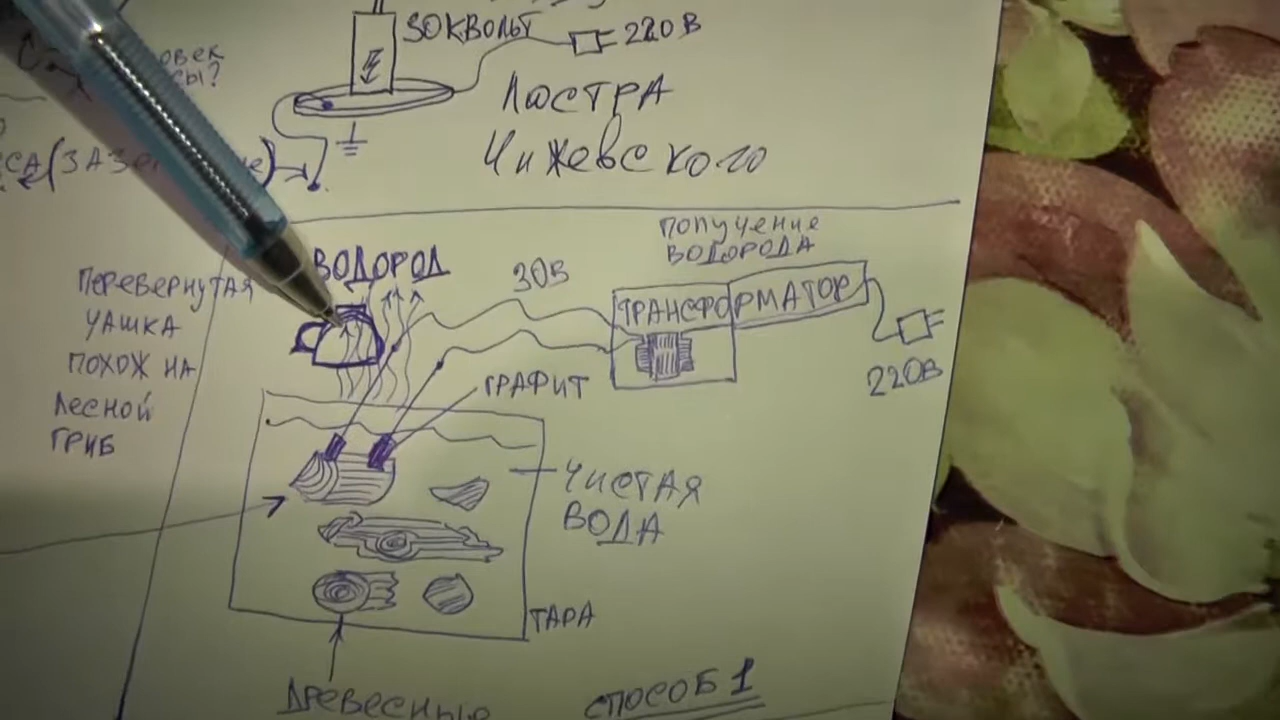 30КВОЛЬТ
220В
ЛЮСТРА
ЧИЖЕВСКОГО
ПОЛУЧЕНИЕ
ВОДОРОДА
ВОДОРОД
30В
ТРАНСФОРМАТОР
220В
ПЕРЕВЕРНУТАЯ
ЧАШКА
ПОХОЖ НА
ЛЕСНОЙ
ГРИБ
ГРАФИТ
ЧИСТАЯ
ВОДА
ТАРА
ДРЕВЕСНЫЕ
СПОСОБ 1